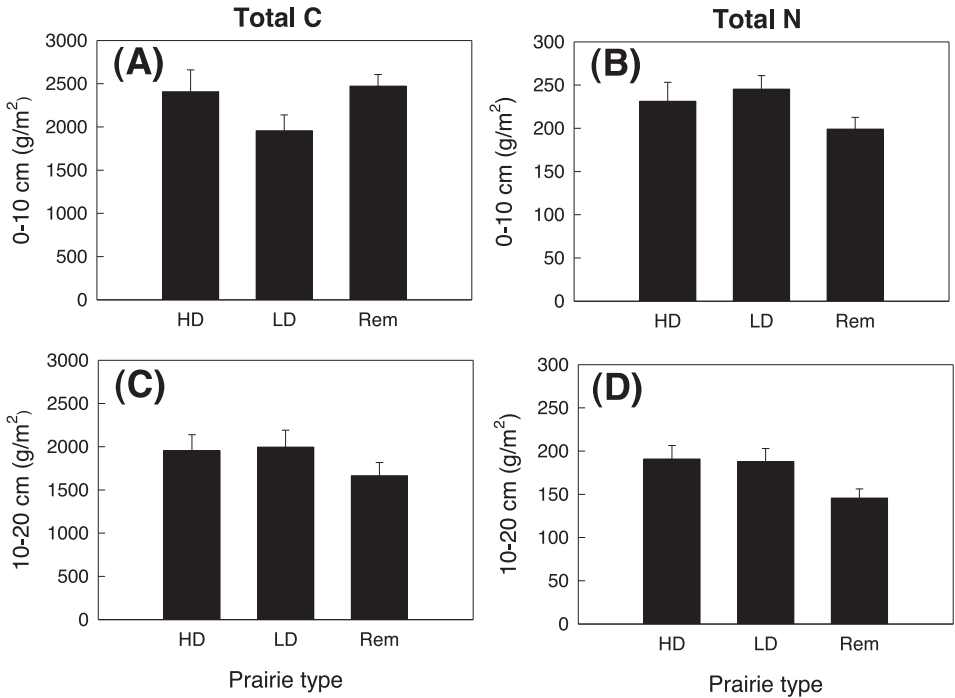 Total C
Total N
(A)
0-10 cm (g/m²)
3000
2500
2000
1500
1000
500
0
HD LD Rem
(B)
0-10 cm (g/m²)
300
250
200
150
100
50
0
HD LD Rem
(C)
10-20 cm (g/m²)
3000
2500
2000
1500
1000
500
0
HD LD Rem
Prairie type
(D)
10-20 cm (g/m²)
300
250
200
150
100
50
0
HD LD Rem
Prairie type